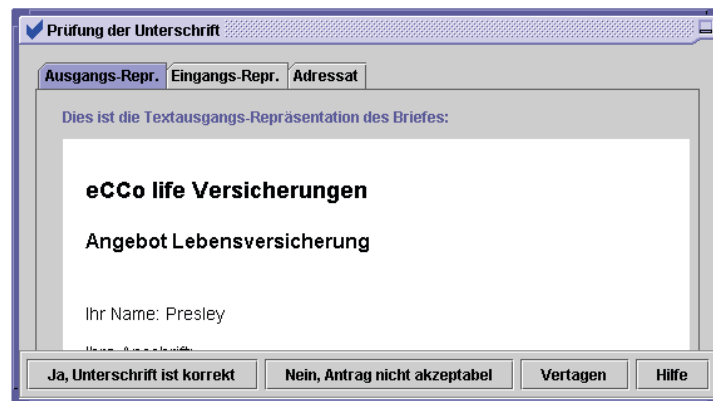 Prüfung der Unterschrift
Ausgangs-Repr. Eingangs-Repr. Adressat
Dies ist die Textausgangs-Repräsentation des Briefes:
eCCo life Versicherungen
Angebot Lebensversicherung
Ihr Name: Presley
Ja, Unterschrift ist korrekt Nein, Antrag nicht akzeptabel Vertagen Hilfe